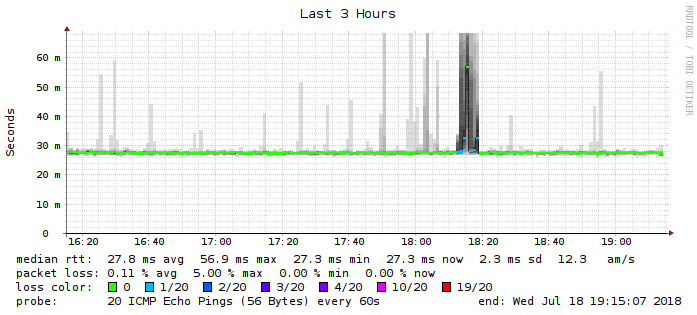 Last 3 Hours
RRDTOOL / TOBI OETIKER
Seconds
60 m
50 m
40 m
30 m
20 m
10 m
0
16:20 16:40 17:00 17:20 17:40 18:00 18:20 18:40 19:00
median rtt: 27.8 ms avg 56.9 ms max 27.3 ms min 27.3 ms now 2.3 ms sd 12.3 am/s
packet loss: 0.11 % avg 5.00 % max 0.00 % min 0.00 % now
loss color: 0 1/20 2/20 3/20 4/20 10/20 19/20
probe: 20 ICMP Echo Pings (56 Bytes) every 60s end: Wed Jul 18 19:15:07 2018